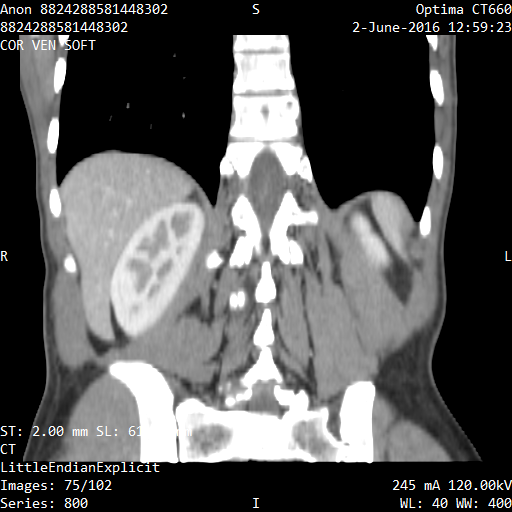 Anon 8824288581448302
S
Optima CT660
8824288581448302
2-June-2016 12:59:23
COR VEN SOFT
R
L
ST: 2.00 mm SL: 6
CT
LittleEndianExplicit
Images: 75/102
245 mA 120.00kV
Series: 800
I
WL: 40 WW: 400